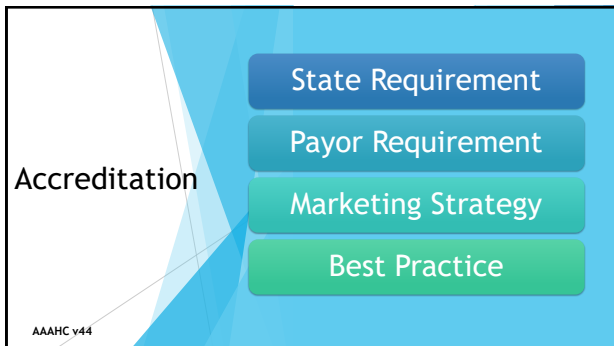 Accreditation
State Requirement
Payor Requirement
Marketing Strategy
Best Practice
AAAHC v44